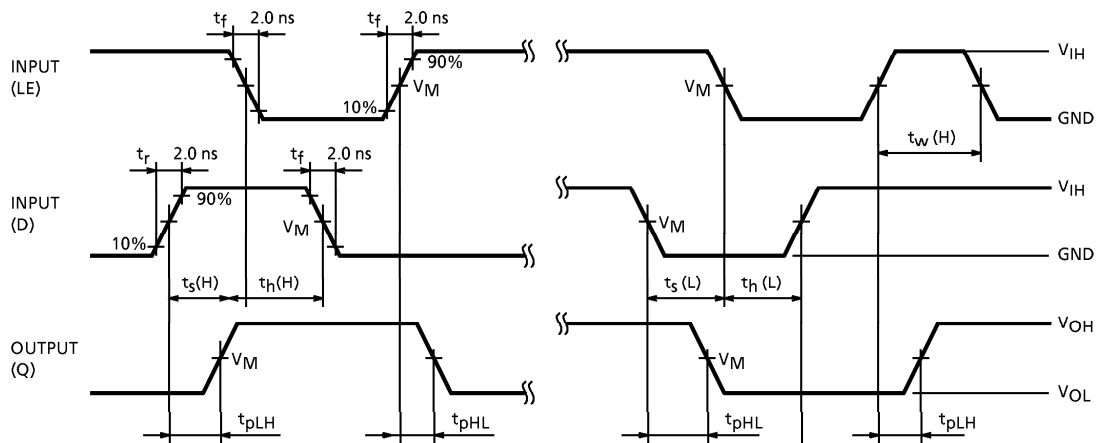 tf 2.0 ns tf 2.0 ns
INPUT
(LE)
90%
VM
10%
VM
VIH
GND
tw (H)
tr 2.0 ns tf 2.0 ns
INPUT
(D)
90%
10%
VM
VM
VIH
GND
ts(H) th(H) ts(L) th(L)
OUTPUT
(Q)
VM
VM
VOH
VOL
tpLH tpHL tpHL tpLH